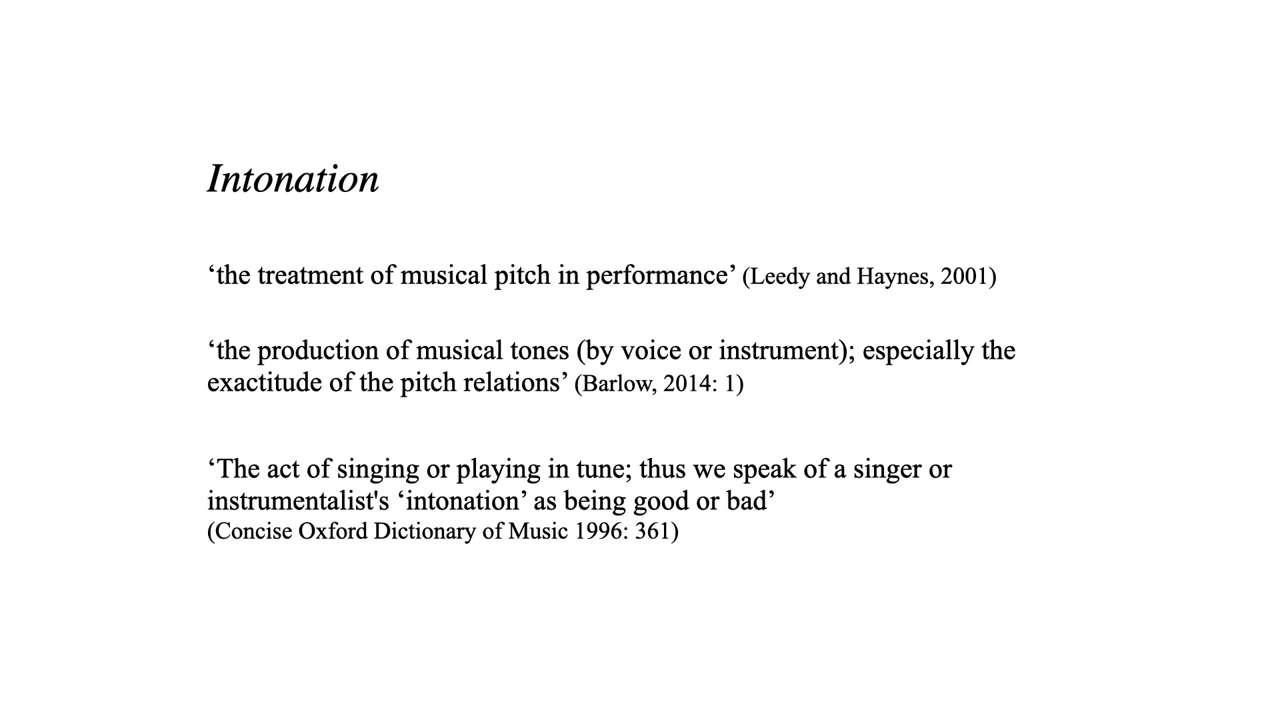 Intonation
‘the treatment of musical pitch in performance’ (Leedy and Haynes, 2001)
‘the production of musical tones (by voice or instrument); especially the
exactitude of the pitch relations’ (Barlow, 2014: 1)
‘The act of singing or playing in tune; thus we speak of a singer or
instrumentalist's ‘intonation’ as being good or bad’
(Concise Oxford Dictionary of Music 1996: 361)